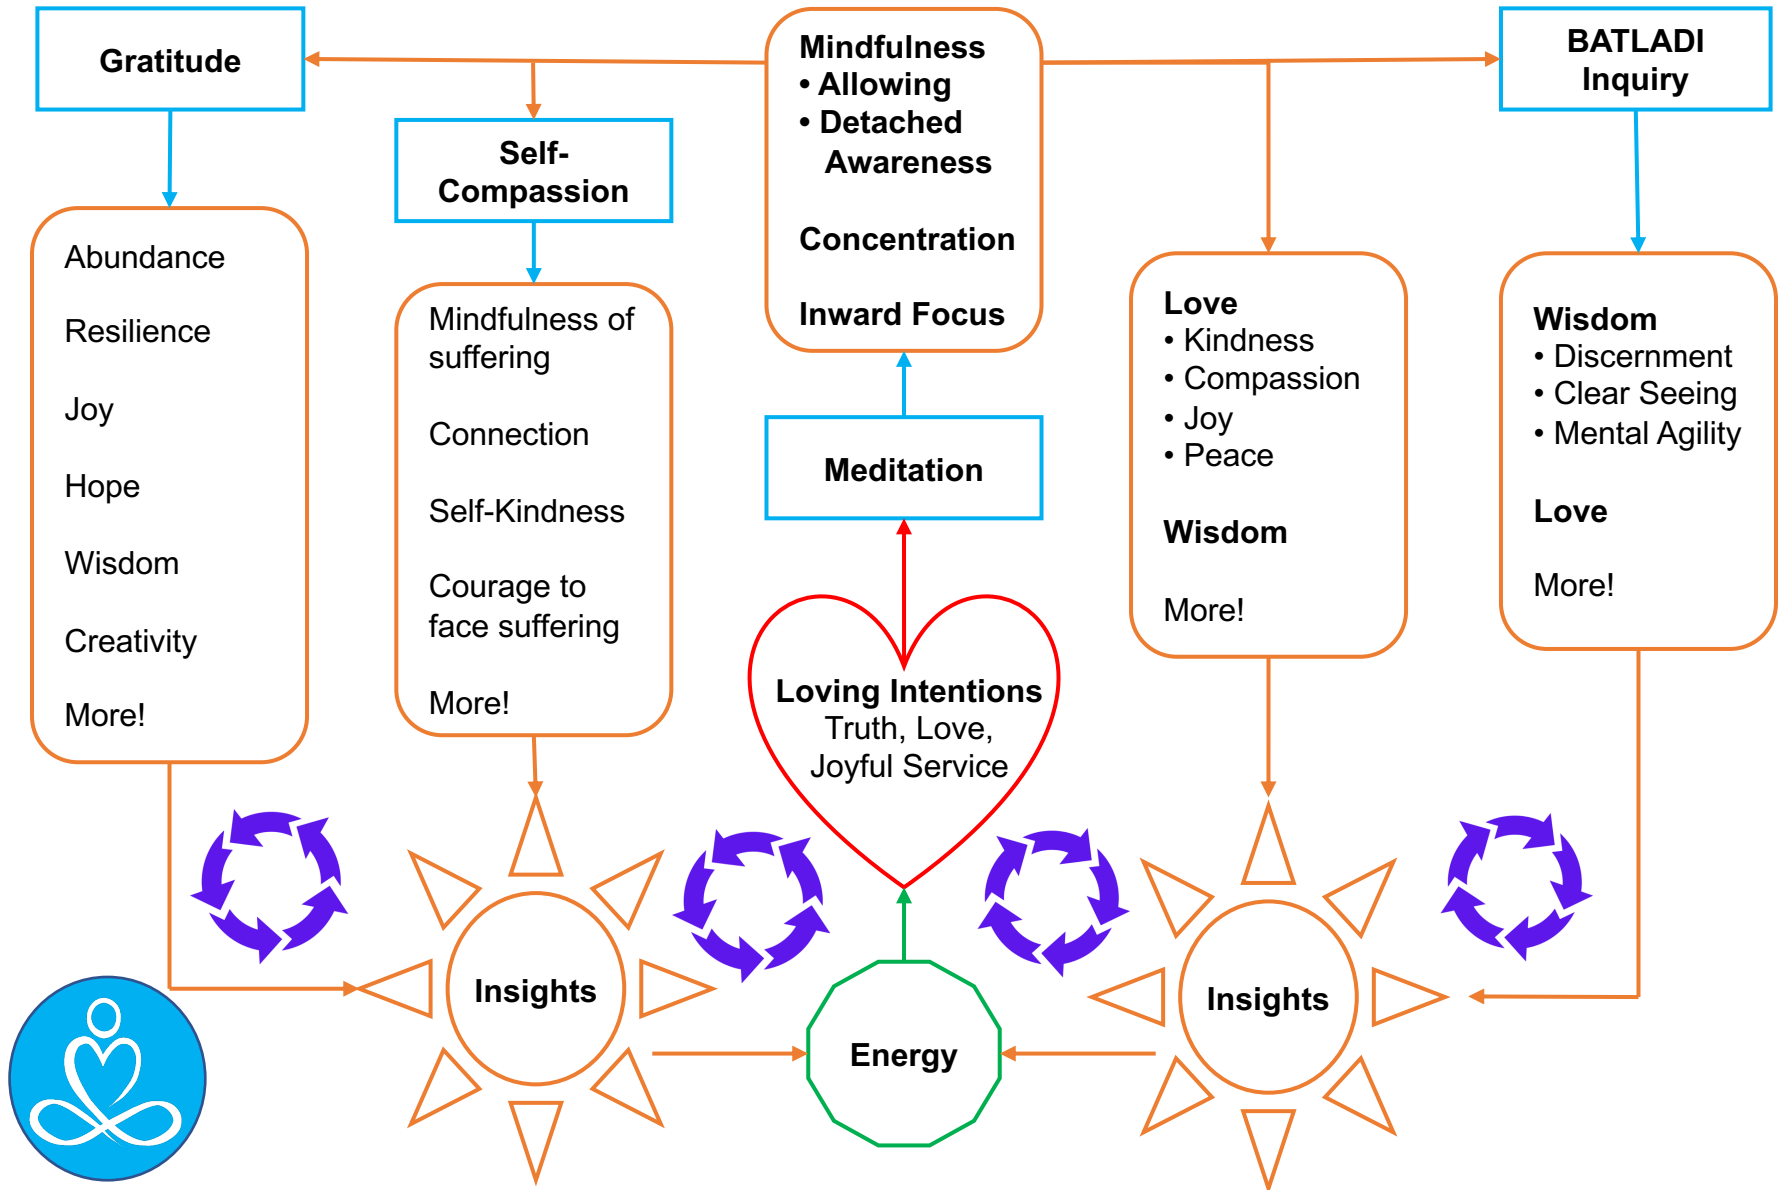 Gratitude
Self-
Compassion
Mindfulness
• Allowing
• Detached
Awareness
Concentration
Inward Focus
BATLADI
Inquiry
Abundance
Resilience
Joy
Hope
Wisdom
Creativity
More!
Mindfulness of
suffering
Connection
Self-Kindness
Courage to
face suffering
More!
Meditation
Loving Intentions
Truth, Love,
Joyful Service
Love
• Kindness
• Compassion
• Joy
• Peace
Wisdom
More!
Wisdom
• Discernment
• Clear Seeing
• Mental Agility
Love
More!
Insights
Energy
Insights